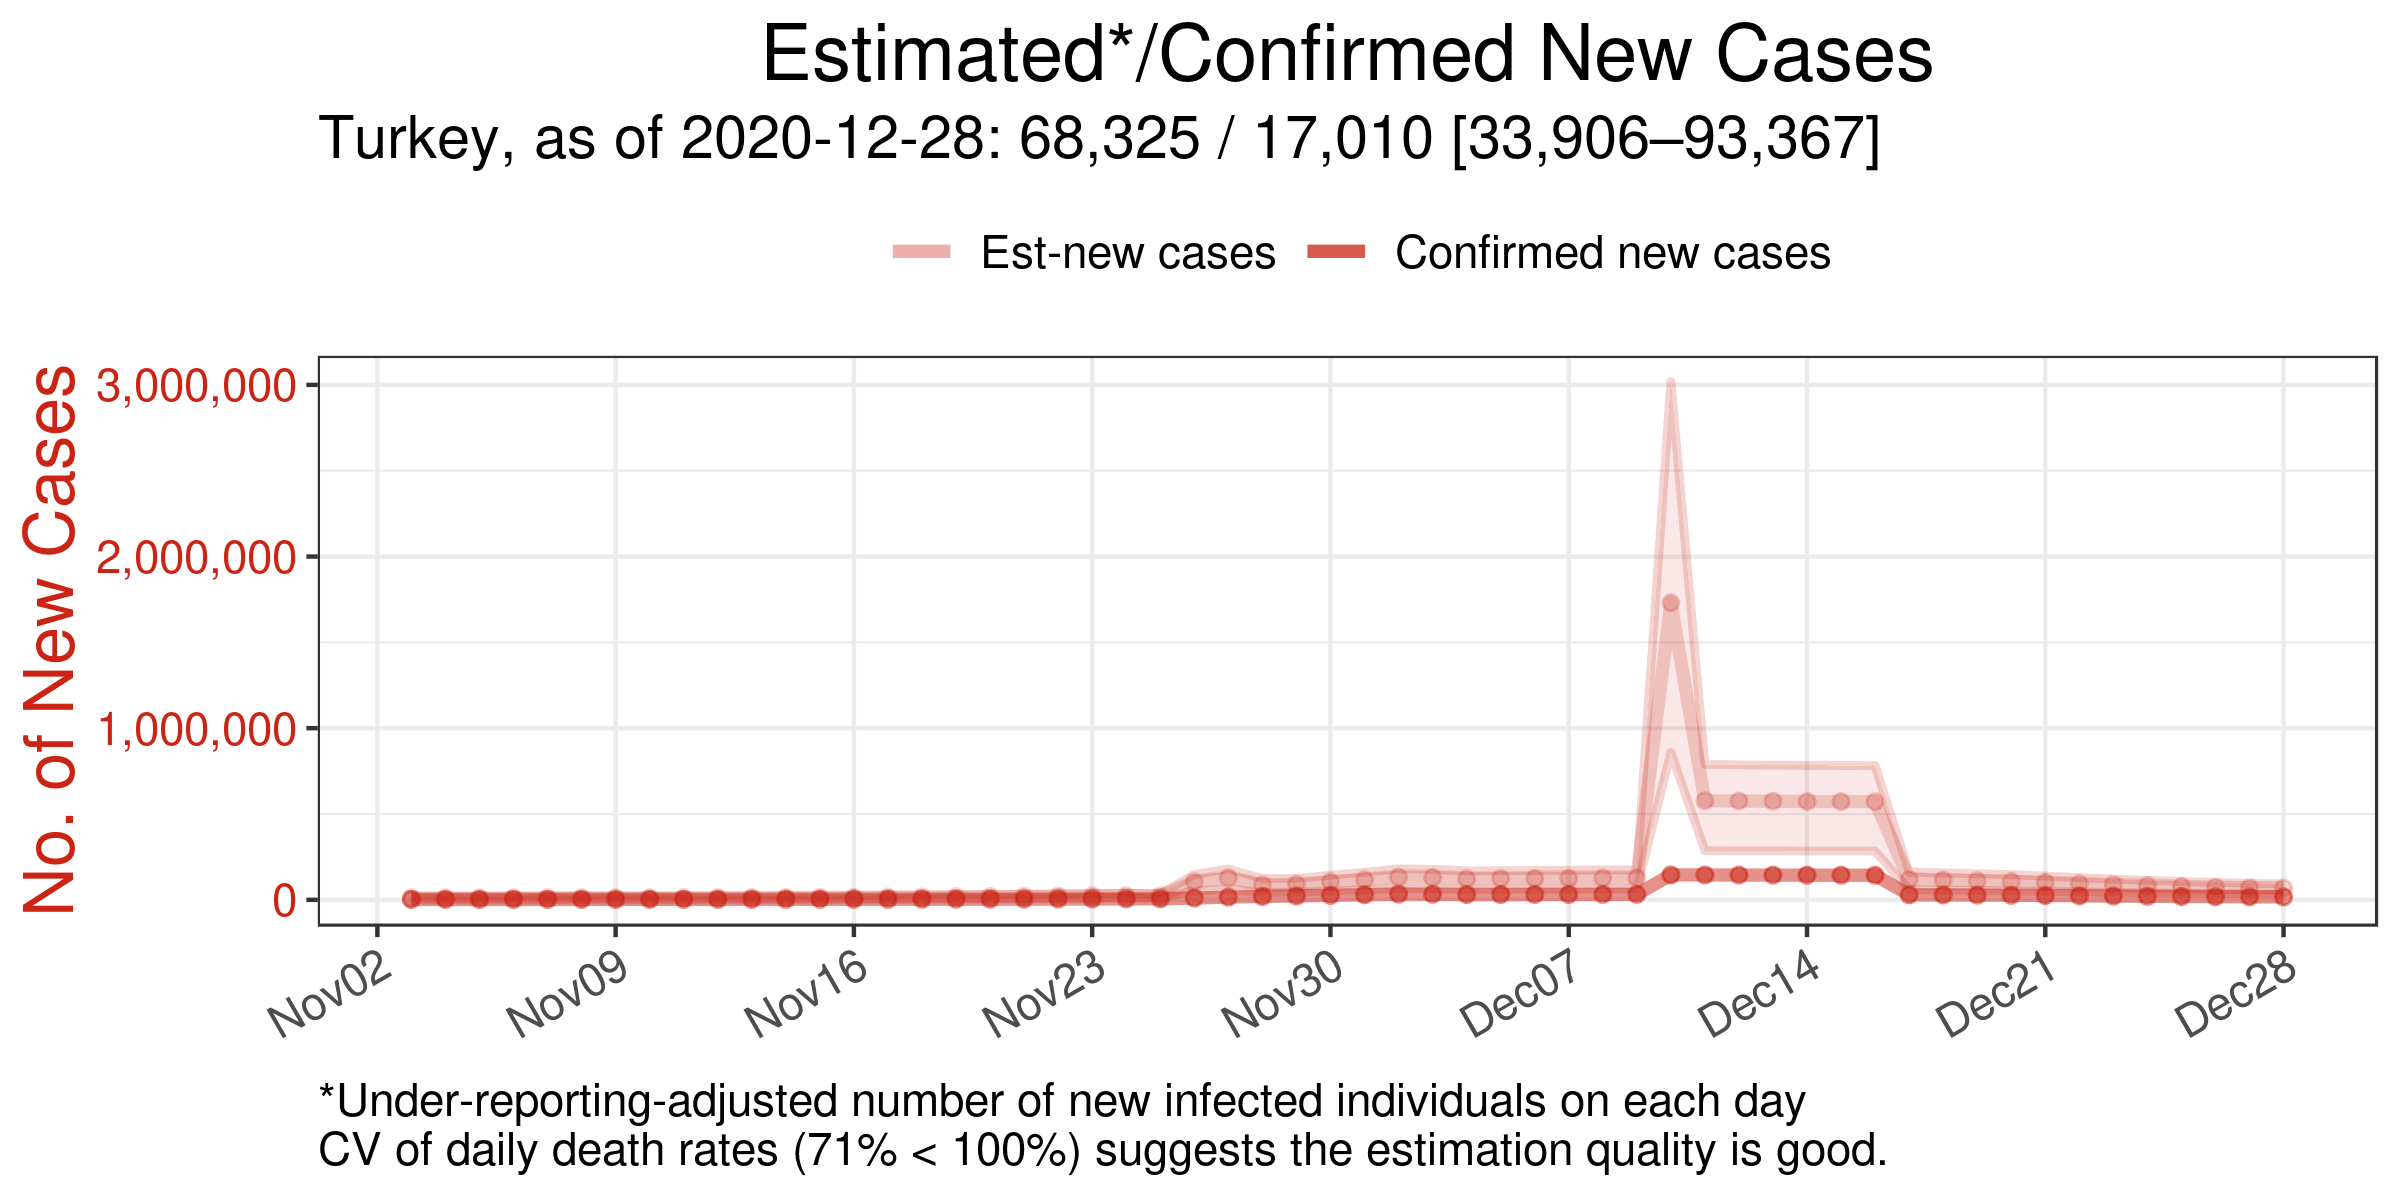 Estimated*/Confirmed New Cases
Turkey, as of 2020-12-28: 68,325 / 17,010 [33,906–93,367]
Est-new cases
Confirmed new cases
No. of New Cases
3,000,000
2,000,000
1,000,000
0
Nov02
Nov09
Nov16
Nov23
Nov30
Dec07
Dec14
Dec21
Dec28
*Under-reporting-adjusted number of new infected individuals on each day
CV of daily death rates (71% < 100%) suggests the estimation quality is good.